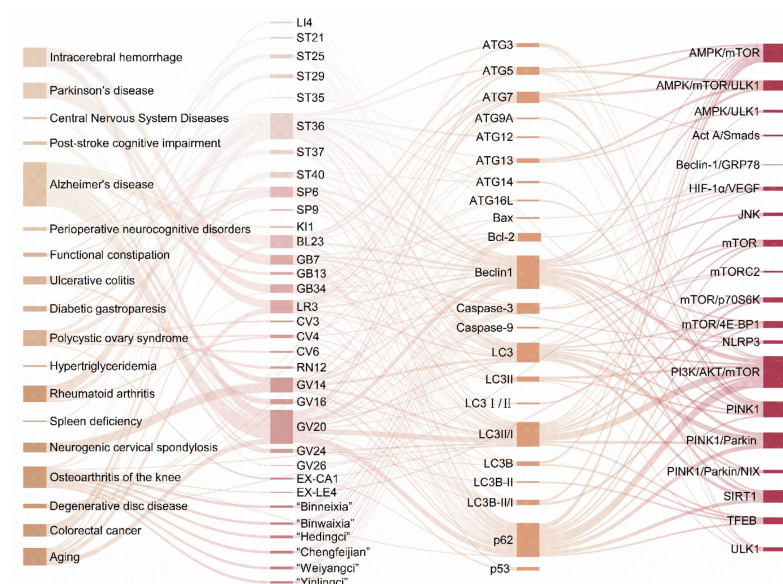 Intracerebral hemorrhage
Parkinson's disease
Central Nervous System Diseases
Post-stroke cognitive impairment
Alzheimer's disease
Perioperative neurocognitive disorders
Functional constipation
Ulcerative colitis
Diabetic gastroparesis
Polycystic ovary syndrome
Hypertriglyceridemia
Rheumatoid arthritis
Spleen deficiency
Neurogenic cervical spondylosis
Osteoarthritis of the knee
Degenerative disc disease
Colorectal cancer
Aging
LI4
ST21
ST25
ST29
ST35
ST36
ST37
ST40
SP6
SP9
KI1
BL23
GB7
GB13
GB34
LR3
CV3
CV4
CV6
RN12
GV14
GV16
GV20
GV24
GV26
EX-CA1
EX-LE4
“Binneixia”
“Binwaixia”
“Hedingci”
“Chengfeijian”
“Weiyangci”
“Yinlingci”
ATG3
ATG5
ATG7
ATG9A
ATG12
ATG13
ATG14
ATG16L
Bax
Bcl-2
Beclin1
Caspase-3
Caspase-9
LC3
LC3II
LC3 Ⅰ/Ⅱ
LC3II/I
LC3B
LC3B-II
LC3B-II/I
p62
p53
AMPK/mTOR
AMPK/mTOR/ULK1
AMPK/ULK1
Act A/Smads
Beclin-1/GRP78
HIF-1α/VEGF
JNK
mTOR
mTORC2
mTOR/p70S6K
mTOR/4E-BP1
NLRP3
PI3K/AKT/mTOR
PINK1
PINK1/Parkin
PINK1/Parkin/NIX
SIRT1
TFEB
ULK1